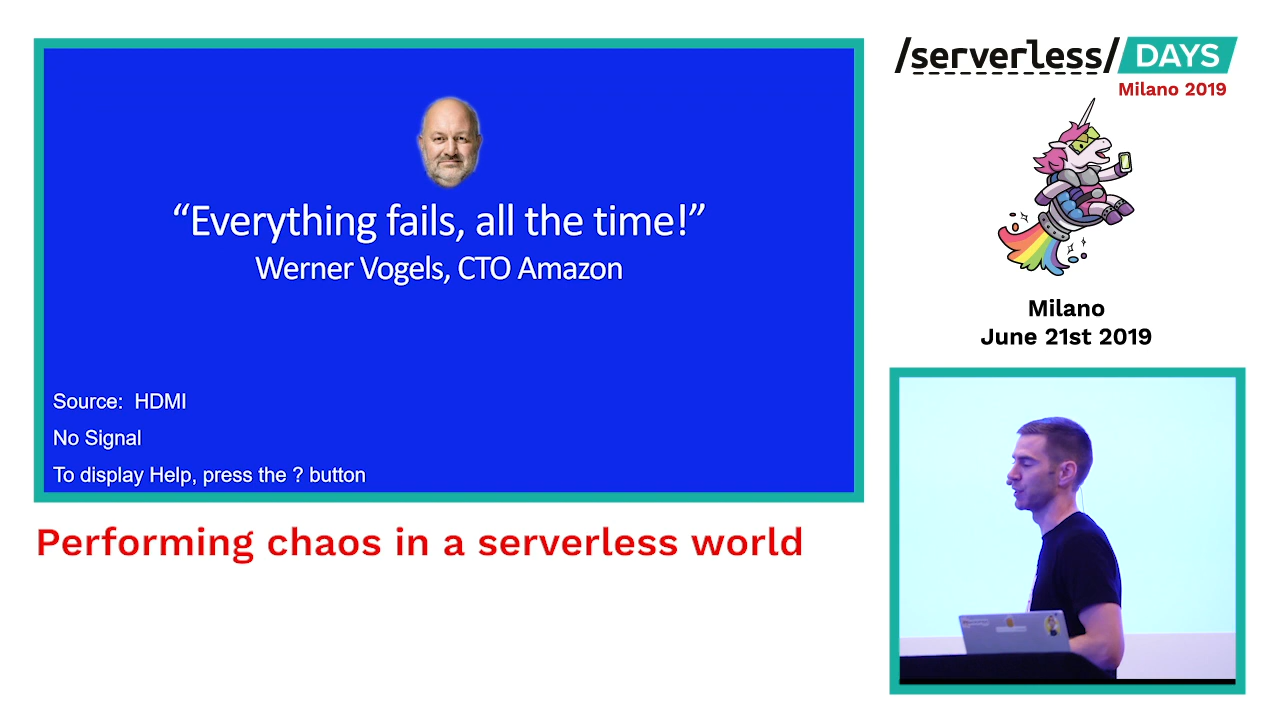 /serverless/ DAYS
Milano 2019
“Everything fails, all the time!”
Werner Vogels, CTO Amazon
Source: HDMI
No Signal
To display Help, press the ? button
Milano
June 21st 2019
Performing chaos in a serverless world